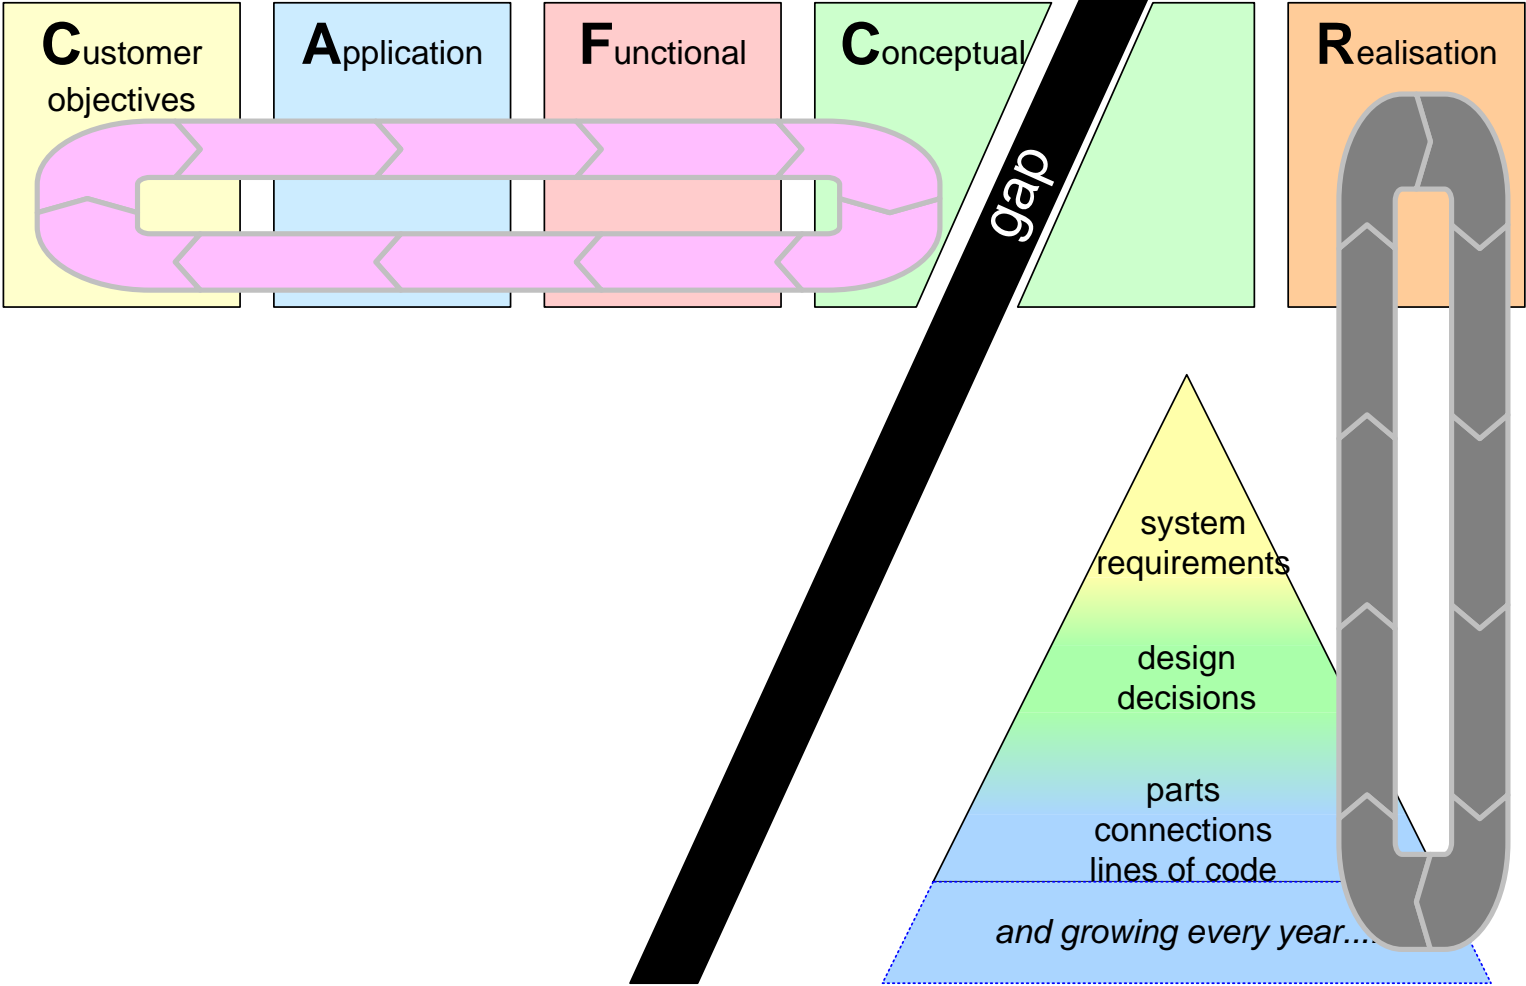 Customer
objectives
Application
Functional
Conceptual
Realisation
gap
system
requirements
design
decisions
parts
connections
lines of code
and growing every year....